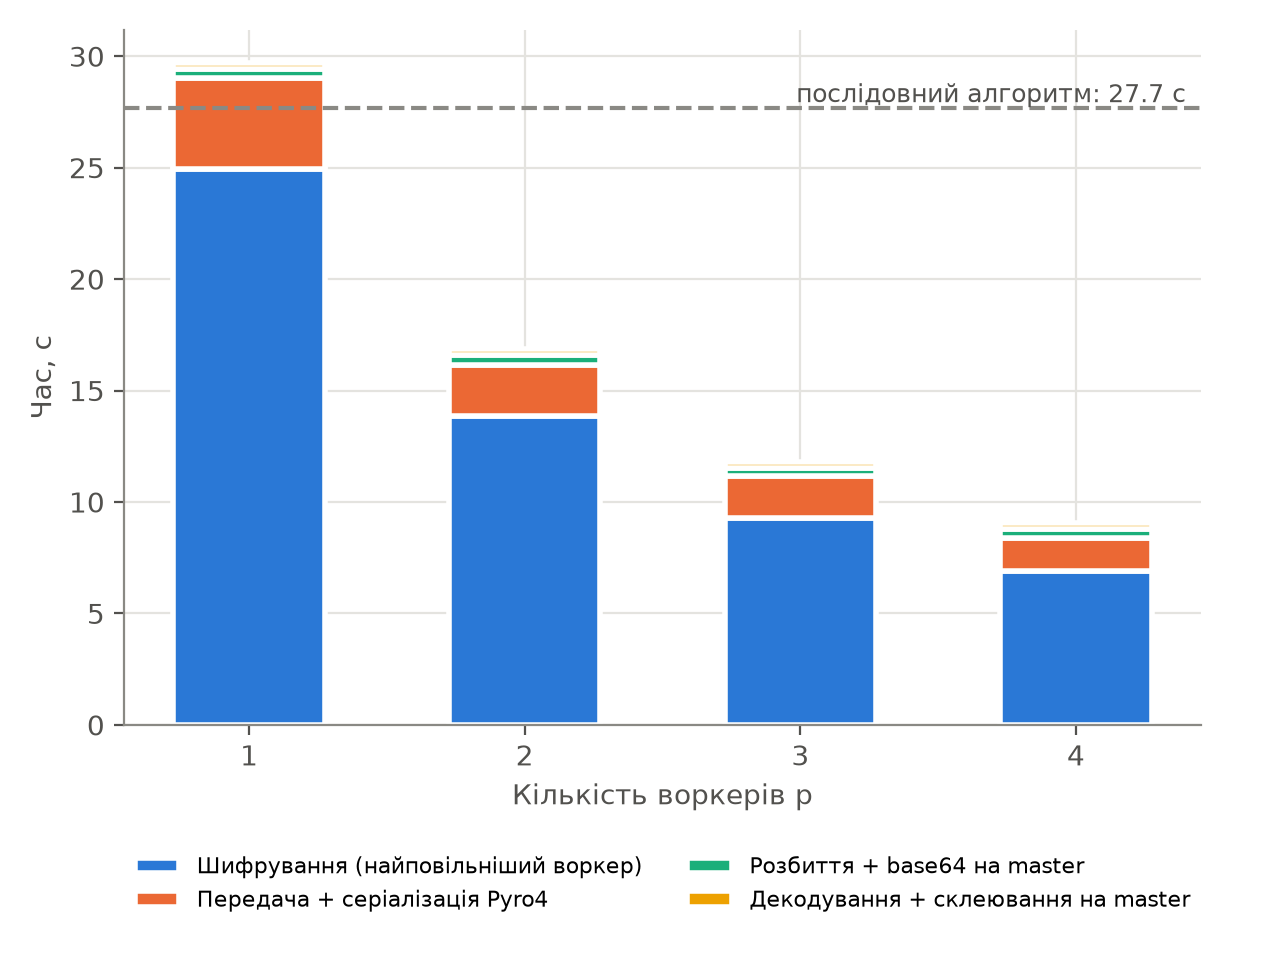 30
послідовний алгоритм: 27.7 с
25
20
15
10
5
0
Час, с
1 2 3 4
Кількість воркерів p
Шифрування (найповільніший воркер)
Передача + серіалізація Pyro4
Розбиття + base64 на master
Декодування + склеювання на master